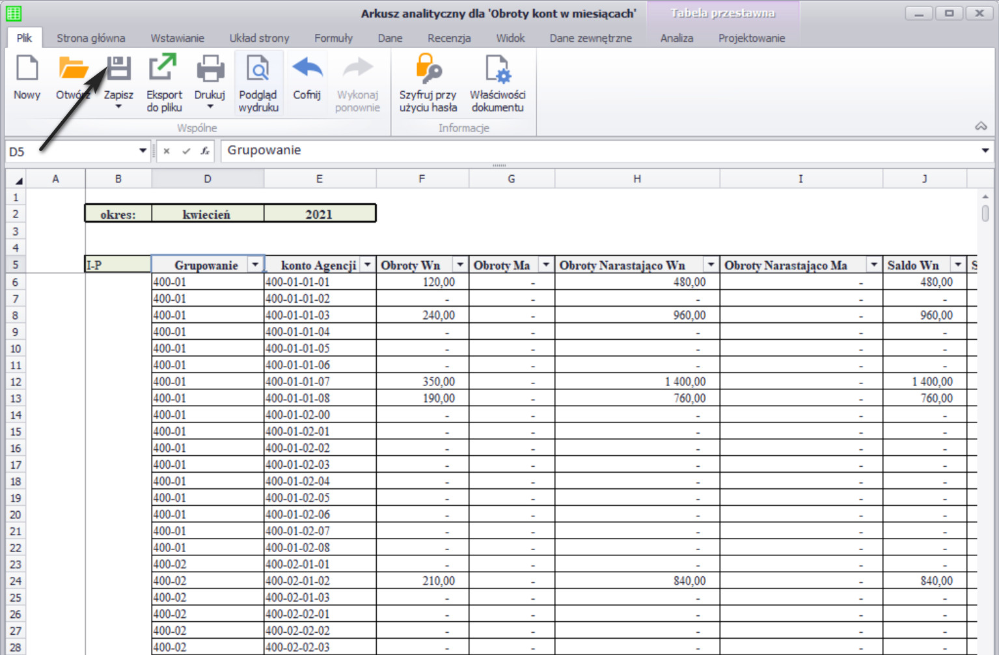 Arkusz analityczny dla 'Obroty kont w miesiącach'
Tabela przestawna
Plik Strona główna Wstawianie Układ strony Formuły Dane Recenzja Widok Dane zewnętrzne Analiza Projektowanie
Nowy Otwórz Zapisz Eksport do pliku Drukuj Podgląd wydruku Cofnij Wykonaj ponownie Szyfruj przy użyciu hasła Właściwości dokumentu
Wspólne Informacje
D5 fx Grupowanie
A B D E F G H I J
1
2 okres: kwiecień 2021
3
4
5 I-P Grupowanie konto Agencji Obroty Wn Obroty Ma Obroty Narastająco Wn Obroty Narastająco Ma Saldo Wn S
6 400-01 400-01-01-01 120,00 - 480,00 - 480,00
7 400-01 400-01-01-02 - - - - -
8 400-01 400-01-01-03 240,00 - 960,00 - 960,00
9 400-01 400-01-01-04 - - - - -
10 400-01 400-01-01-05 - - - - -
11 400-01 400-01-01-06 - - - - -
12 400-01 400-01-01-07 350,00 - 1 400,00 - 1 400,00
13 400-01 400-01-01-08 190,00 - 760,00 - 760,00
14 400-01 400-01-02-00 - - - - -
15 400-01 400-01-02-01 - - - - -
16 400-01 400-01-02-02 - - - - -
17 400-01 400-01-02-03 - - - - -
18 400-01 400-01-02-04 - - - - -
19 400-01 400-01-02-05 - - - - -
20 400-01 400-01-02-06 - - - - -
21 400-01 400-01-02-07 - - - - -
22 400-01 400-01-02-08 - - - - -
23 400-02 400-02-01-01 - - - - -
24 400-02 400-02-01-02 210,00 - 840,00 - 840,00
25 400-02 400-02-01-03 - - - - -
26 400-02 400-02-02-01 - - - - -
27 400-02 400-02-02-02 - - - - -
28 400-02 400-02-02-03 - - - - -